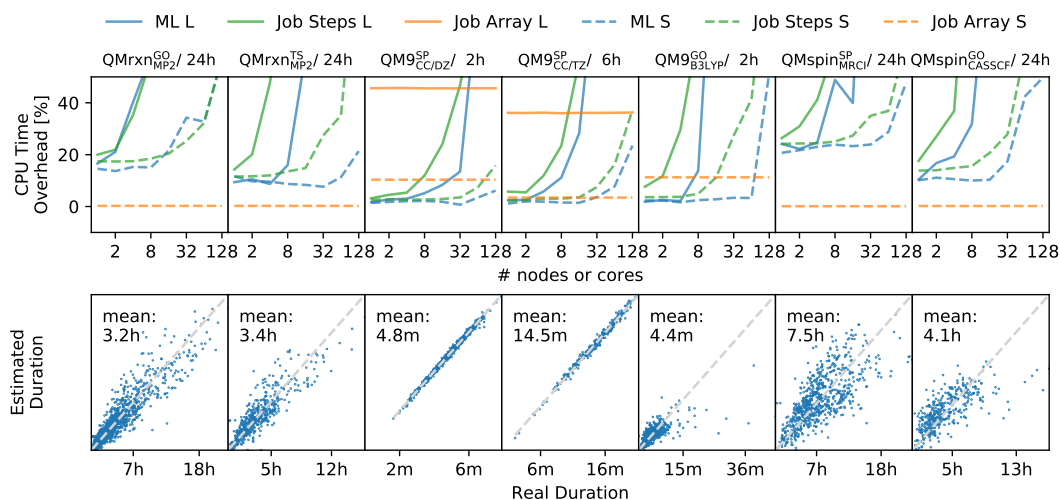 ML L Job Steps L Job Array L ML S Job Steps S Job Array S
QMrxn^GO_MP2/ 24h QMrxn^TS_MP2/ 24h QM9^SP_CC/DZ/ 2h QM9^SP_CC/TZ/ 6h QM9^GO_B3LYP/ 2h QMspin^SP_MRCI/ 24h QMspin^GO_CASSCF/ 24h
CPU Time
Overhead [%]
40
20
0
2 8 32 128 2 8 32 128 2 8 32 128 2 8 32 128 2 8 32 128 2 8 32 128 2 8 32 128
# nodes or cores
Estimated
Duration
mean: mean: mean: mean: mean: mean: mean:
3.2h 3.4h 4.8m 14.5m 4.4m 7.5h 4.1h
7h 18h 5h 12h 2m 6m 6m 16m 15m 36m 7h 18h 5h 13h
Real Duration